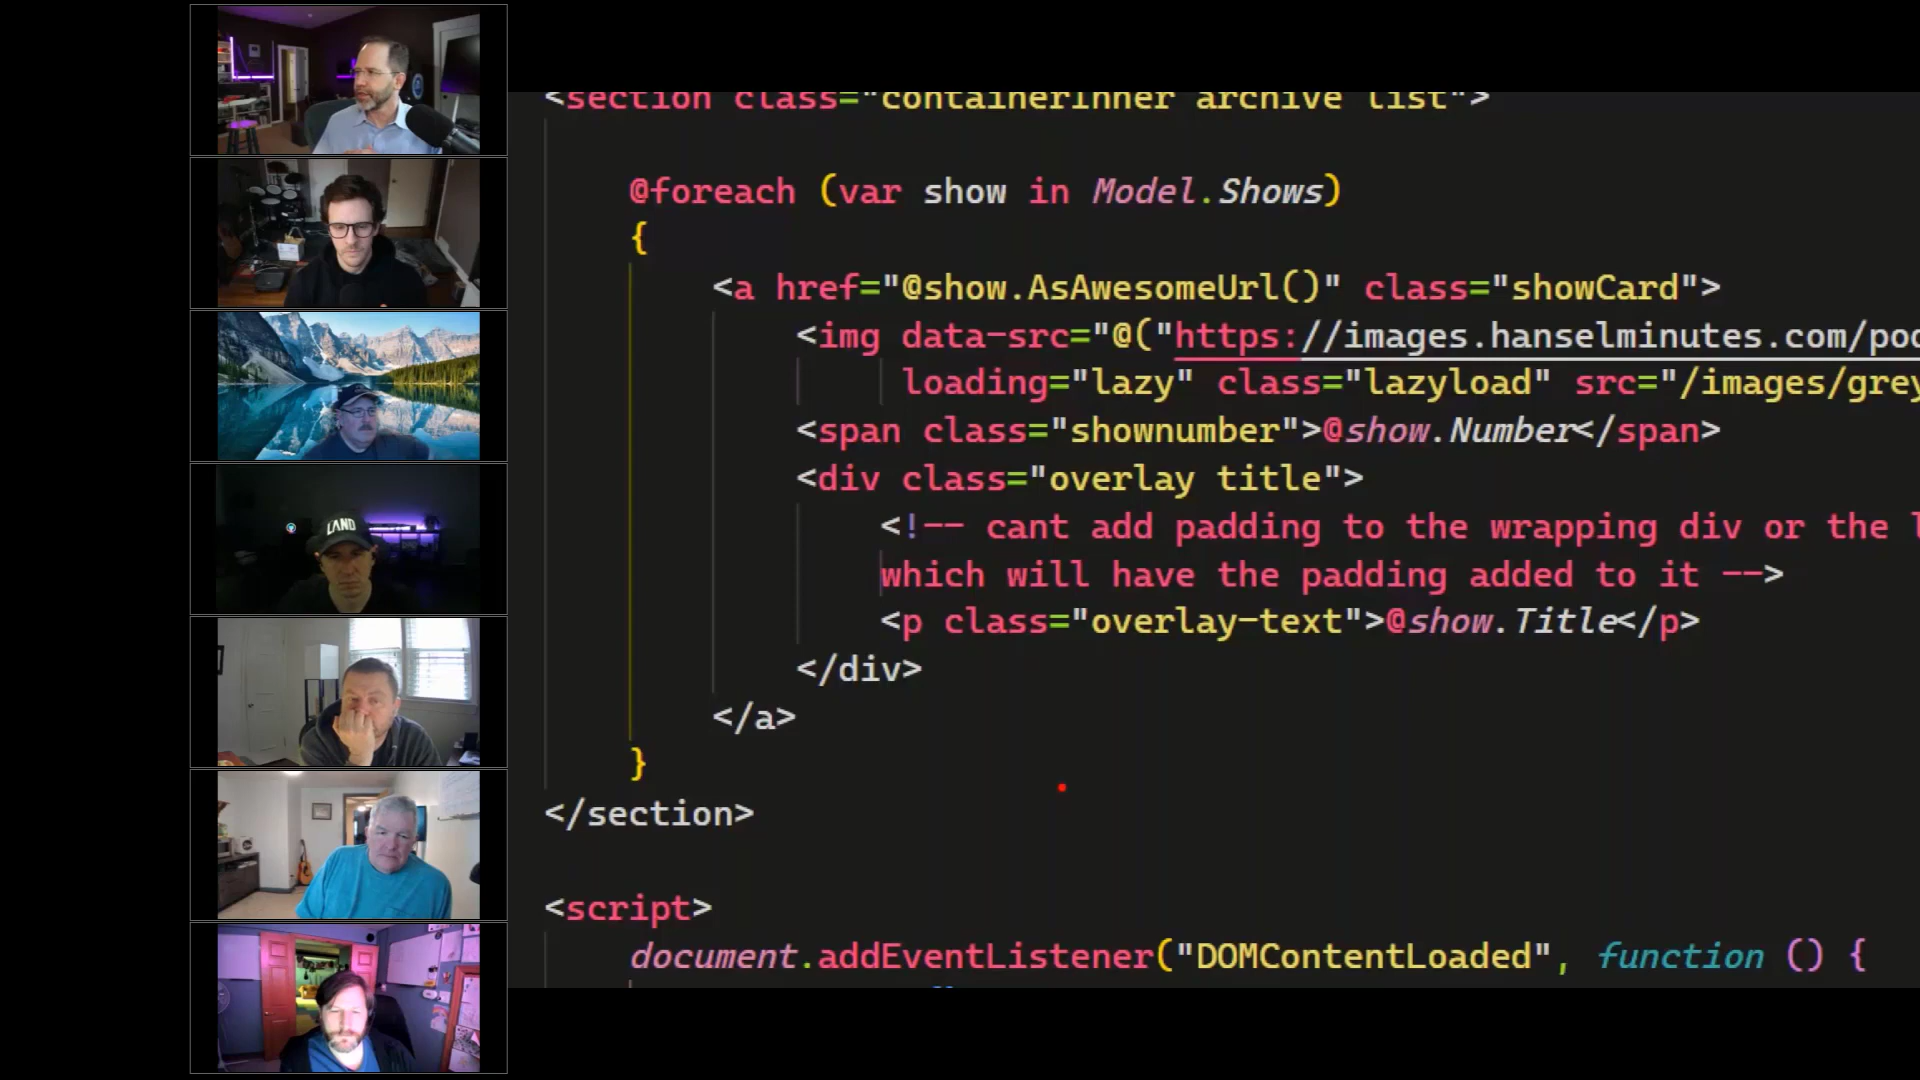 LAND
<section class="containerInner archive list">
@foreach (var show in Model.Shows)
{
<a href="@show.AsAwesomeUrl()" class="showCard">
<img data-src="@("https://images.hanselminutes.com/pod
loading="lazy" class="lazyload" src="/images/grey
<span class="shownumber">@show.Number</span>
<div class="overlay title">
<!-- cant add padding to the wrapping div or the
which will have the padding added to it -->
<p class="overlay-text">@show.Title</p>
</div>
</a>
}
</section>
<script>
document.addEventListener("DOMContentLoaded", function () {